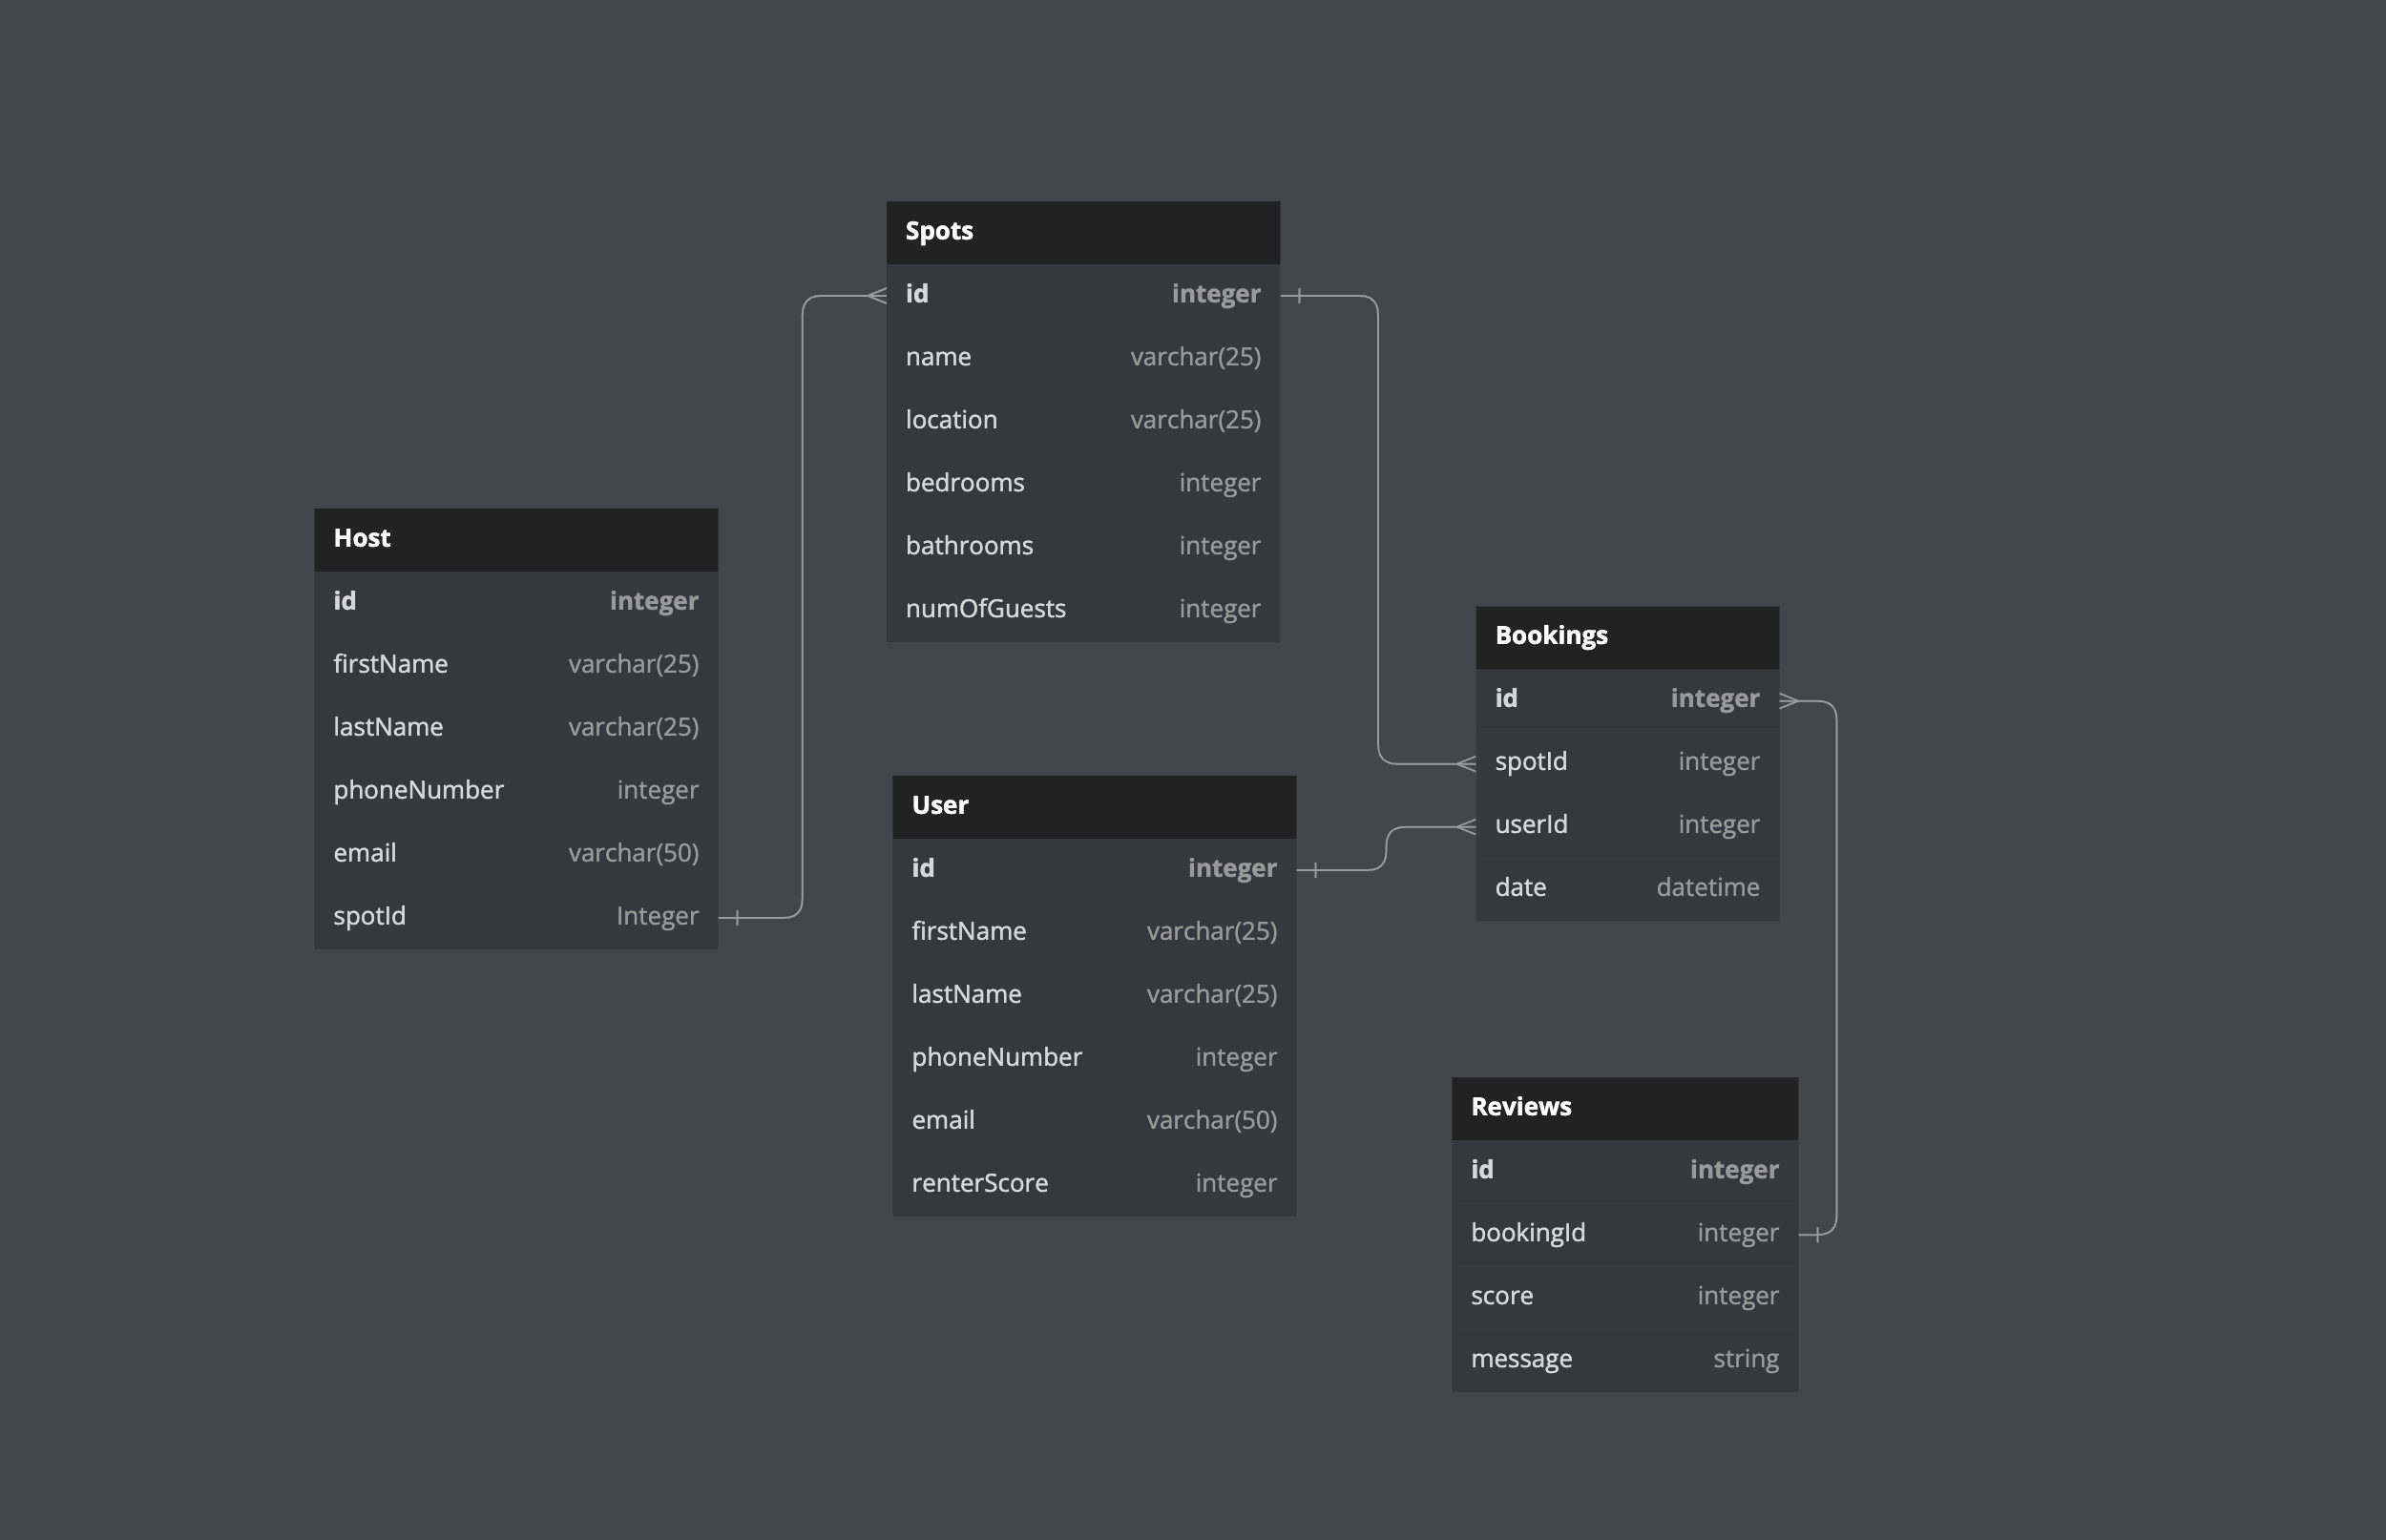 Spots
id integer
name varchar(25)
location varchar(25)
bedrooms integer
bathrooms integer
numOfGuests integer
Host
id integer
firstName varchar(25)
lastName varchar(25)
phoneNumber integer
email varchar(50)
spotId Integer
User
id integer
firstName varchar(25)
lastName varchar(25)
phoneNumber integer
email varchar(50)
renterScore integer
Bookings
id integer
spotId integer
userId integer
date datetime
Reviews
id integer
bookingId integer
score integer
message string